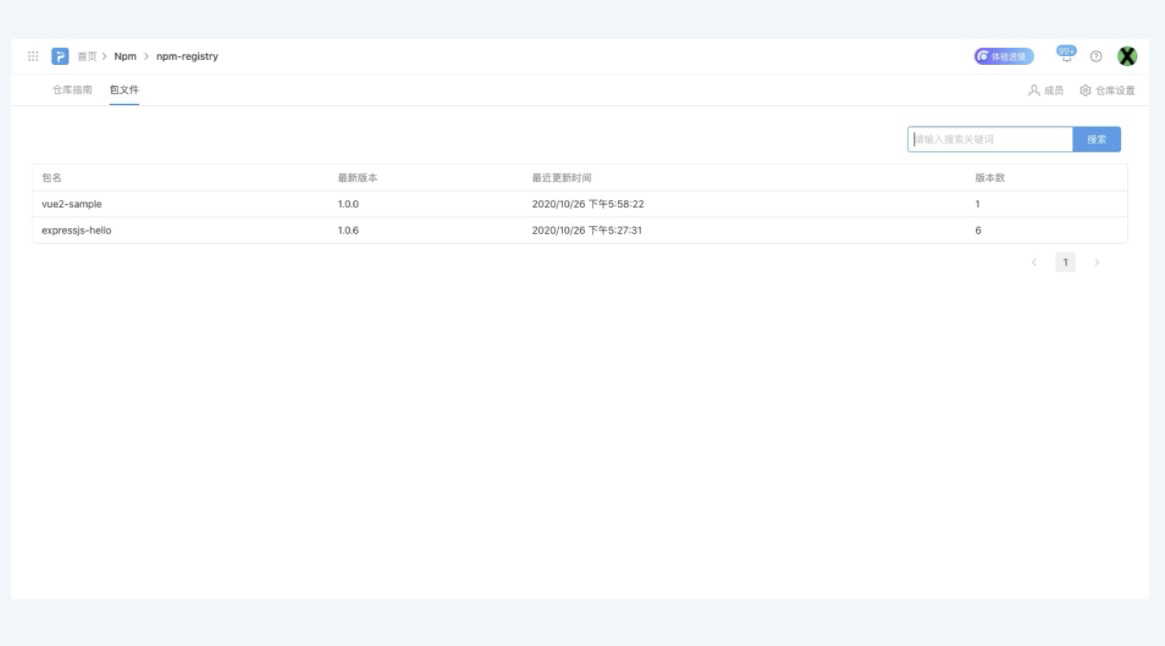 首页 > Npm > npm-registry
体验透镜
99+
仓库指南 包文件
成员 仓库设置
请输入搜索关键词 搜索
包名 最新版本 最近更新时间 版本数
vue2-sample 1.0.0 2020/10/26 下午5:58:22 1
expressjs-hello 1.0.6 2020/10/26 下午5:27:31 6
< 1 >